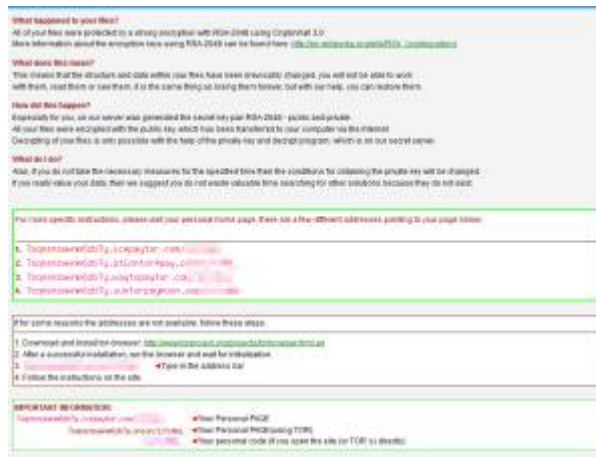 What happened to your files?
All of your files were protected by a strong encryption with RSA-2048 using CryptoWall 3.0
More information about the encryption keys using RSA-2048 can be found here:
What does this mean?
This means that the structure and data within your files have been irrevocably changed, you will not be able to work
with them, read them or see them, it is the same thing as losing them forever, but with our help, you can restore them.
How did this happen?
Especially for you, on our server was generated the secret key pair RSA-2048 - public and private.
All your files were encrypted with the public key, which has been transferred to your computer via the Internet
Decrypting of your files is only possible with the help of the private key and decrypt program, which is on our secret server.
What do I do?
Alas, if you do not take the necessary measures for the specified time then the conditions for obtaining the private key will be changed
If you really value your data, then we suggest you do not waste valuable time searching for other solutions because they do not exist
For more specific instructions, please visit your personal home page, there are a few different addresses pointing to your page below:
1.
2.
3.
4.
If for some reasons the addresses are not available, follow these steps:
1. Download and install tor-browser:
2. After a successful installation, run the browser and wait for initialization.
3. Type in the address bar
4. Follow the instructions on the site.
IMPORTANT INFORMATION:
Your Personal PAGE
Your Personal PAGE(using TOR)
Your personal code (if you open the site (or TOR 's) directly)